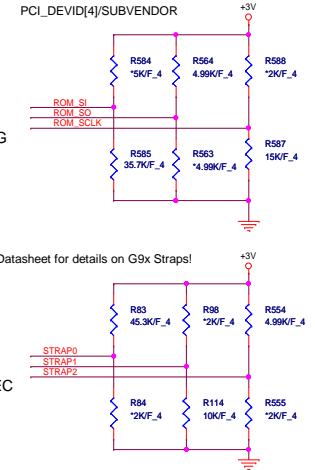 PCI_DEVID[4]/SUBVENDOR
+3V
R584
*5K/F_4
R564
4.99K/F_4
R588
*2K/F_4
ROM_SI
ROM_SO
ROM_SCLK
G
R585
35.7K/F_4
R563
*4.99K/F_4
R587
15K/F_4
Datasheet for details on G9x Straps!
+3V
R83
45.3K/F_4
R98
*2K/F_4
R554
4.99K/F_4
STRAP0
STRAP1
STRAP2
EC
R84
*2K/F_4
R114
10K/F_4
R555
*2K/F_4